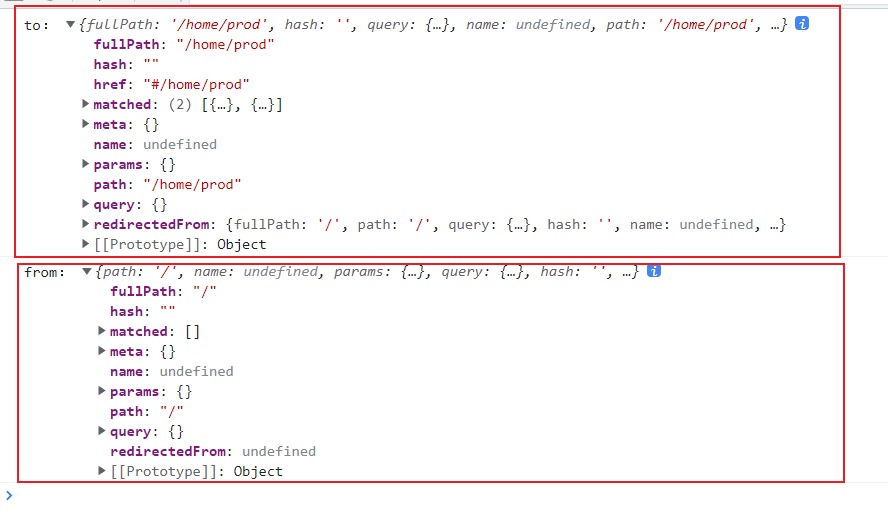 to: ▼{fullPath: '/home/prod', hash: '', query: {…}, name: undefined, path: '/home/prod', …} i
fullPath: "/home/prod"
hash: ""
href: "#/home/prod"
▶matched: (2) [{…}, {…}]
▶meta: {}
name: undefined
▶params: {}
path: "/home/prod"
▶query: {}
▶redirectedFrom: {fullPath: '/', path: '/', query: {…}, hash: '', name: undefined, …}
▶[[Prototype]]: Object
from: ▼{path: '/', name: undefined, params: {…}, query: {…}, hash: '', …} i
fullPath: "/"
hash: ""
▶matched: []
▶meta: {}
name: undefined
▶params: {}
path: "/"
▶query: {}
redirectedFrom: undefined
▶[[Prototype]]: Object
>